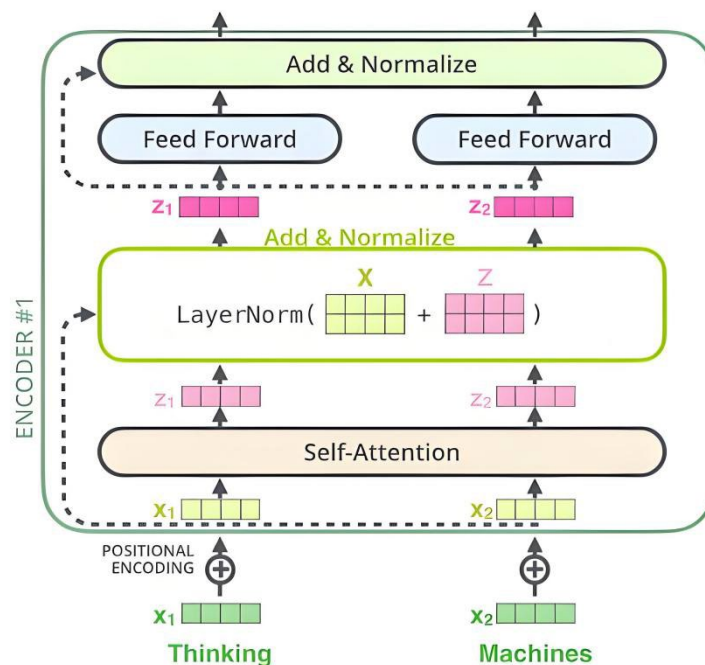 Add & Normalize
Feed Forward Feed Forward
z1 z2
Add & Normalize
X Z
LayerNorm( + )
z1 z2
Self-Attention
x1 x2
POSITIONAL
ENCODING
x1 x2
Thinking Machines
ENCODER #1